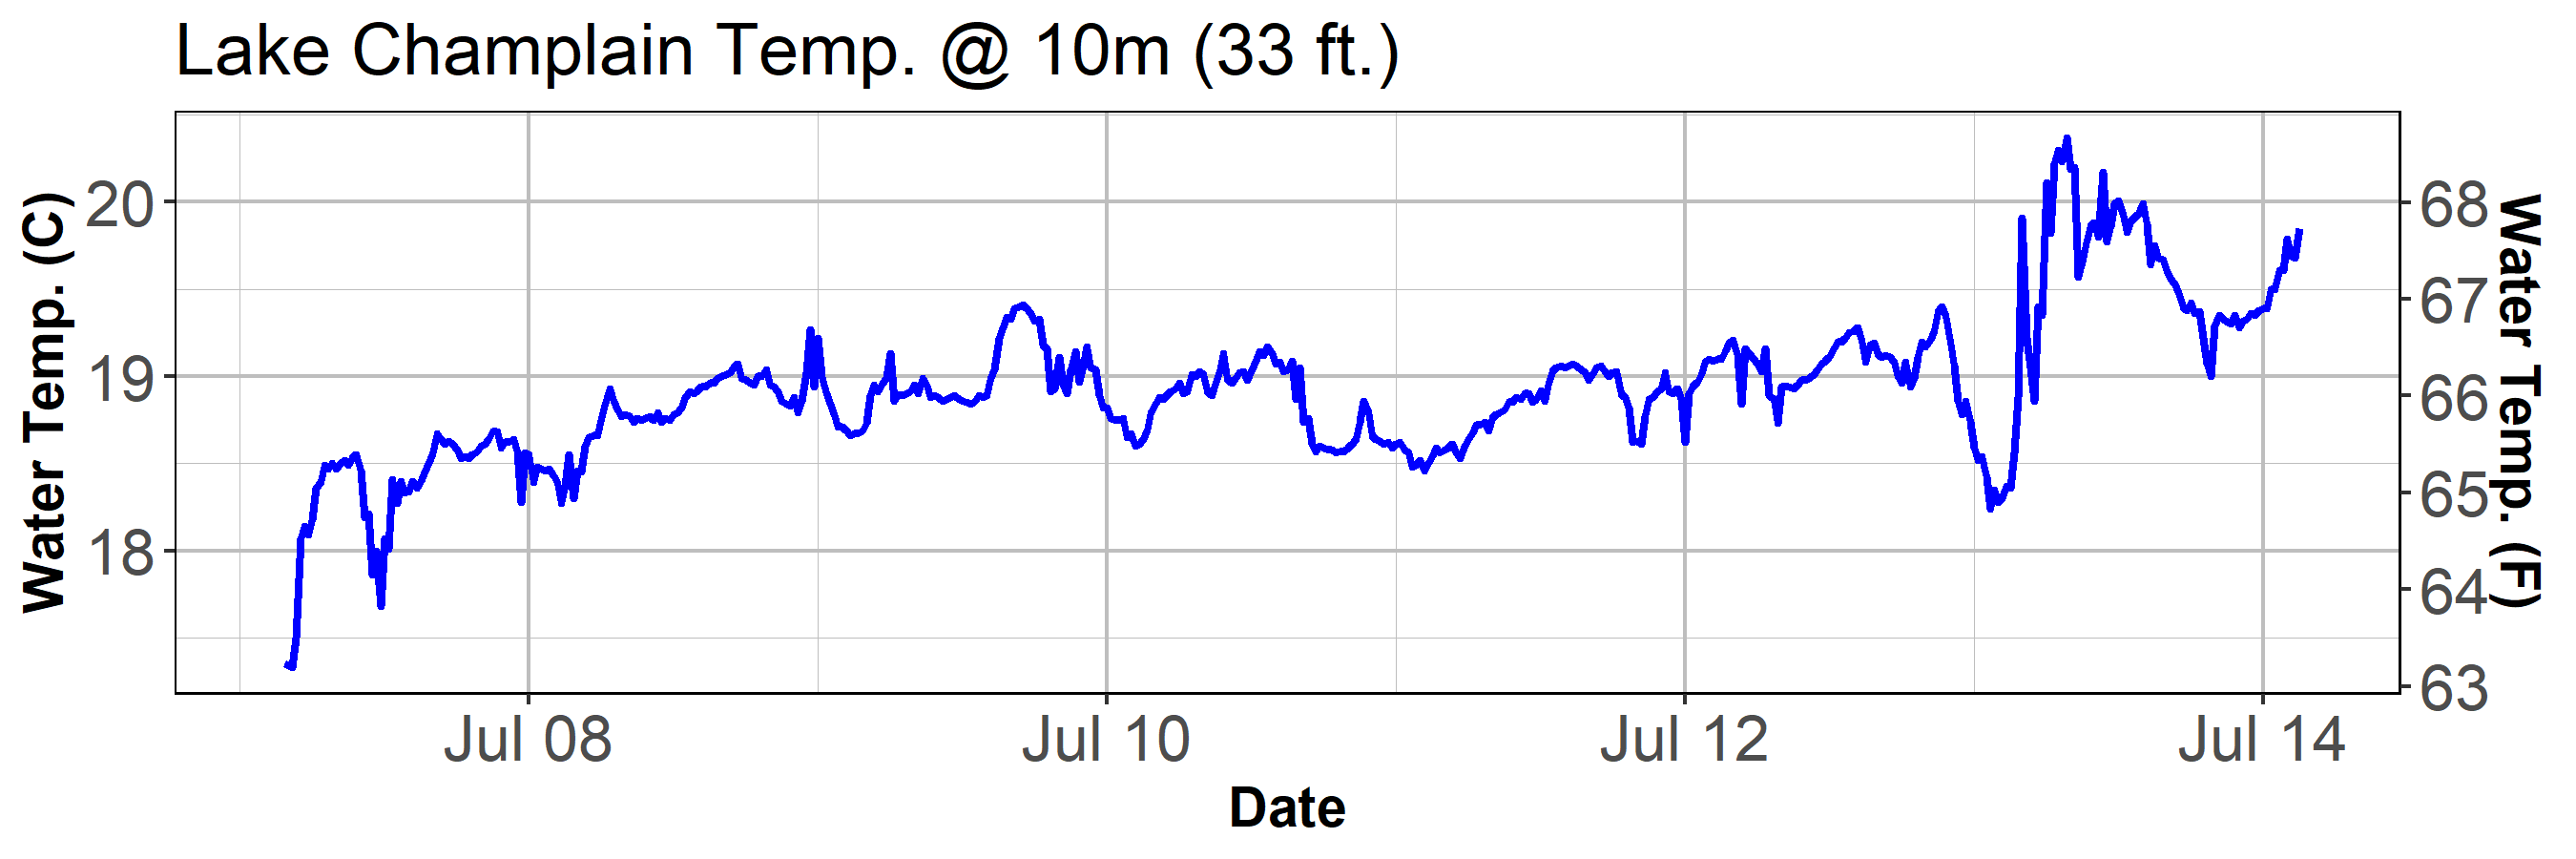 Lake Champlain Temp. @ 10m (33 ft.)
Water Temp. (C)
20
19
18
68
67
66
65
64
63
Water Temp. (F)
Jul 08 Jul 10 Jul 12 Jul 14
Date